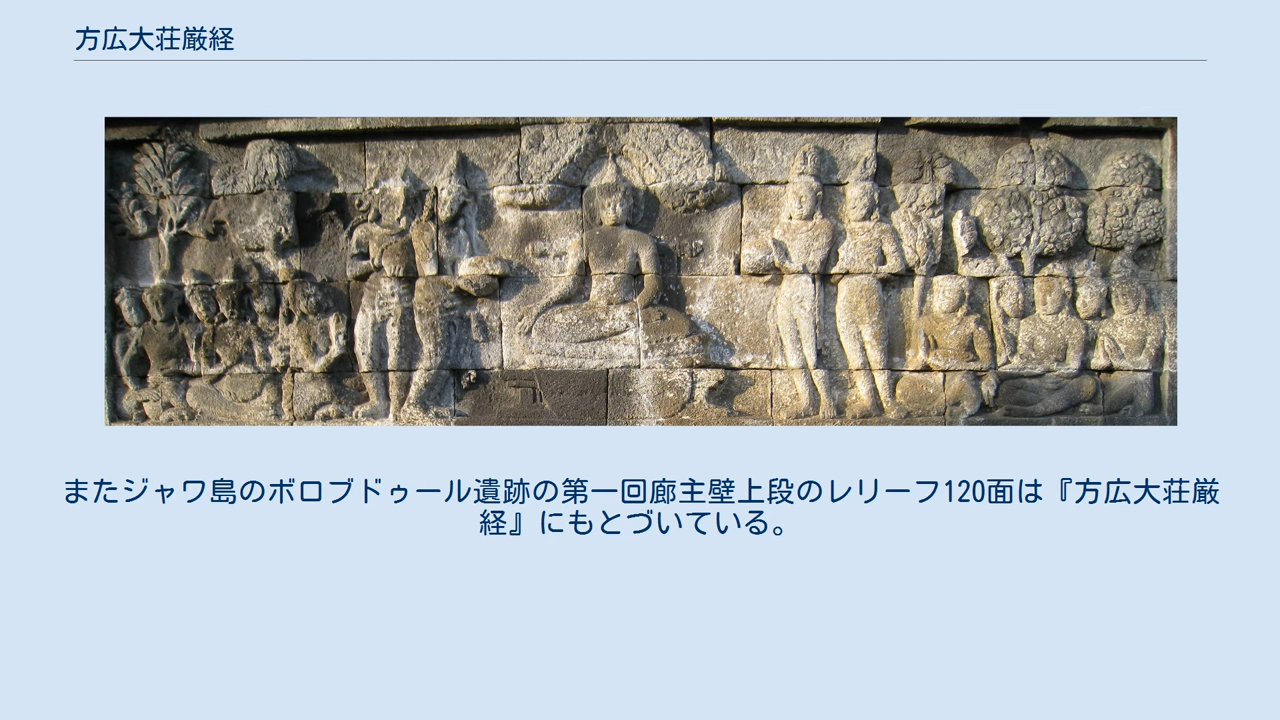 方広大荘厳経
またジャワ島のボロブドゥール遺跡の第一回廊主壁上段のレリーフ120面は『方広大荘厳
経』にもとづいている。